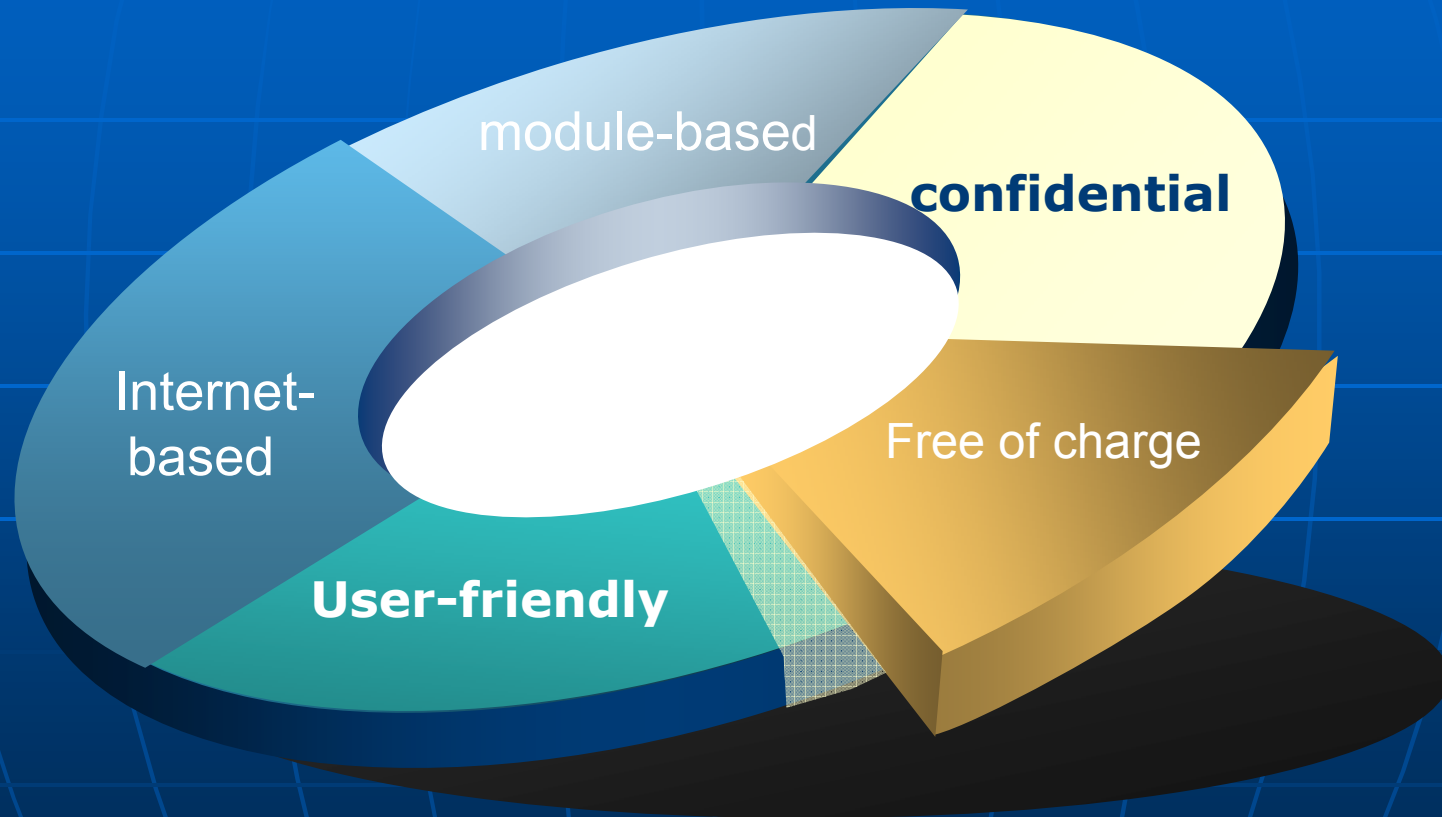 module-based
confidential
Internet-
based
Free of charge
User-friendly